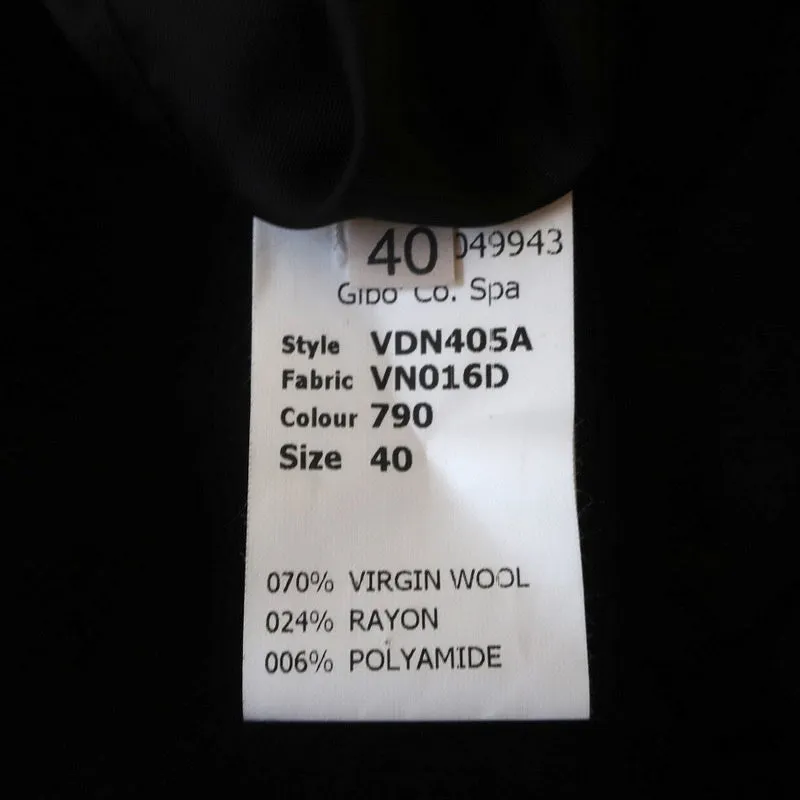 40 049943
Gibo' Co. Spa
Style VDN405A
Fabric VN016D
Colour 790
Size 40
070% VIRGIN WOOL
024% RAYON
006% POLYAMIDE